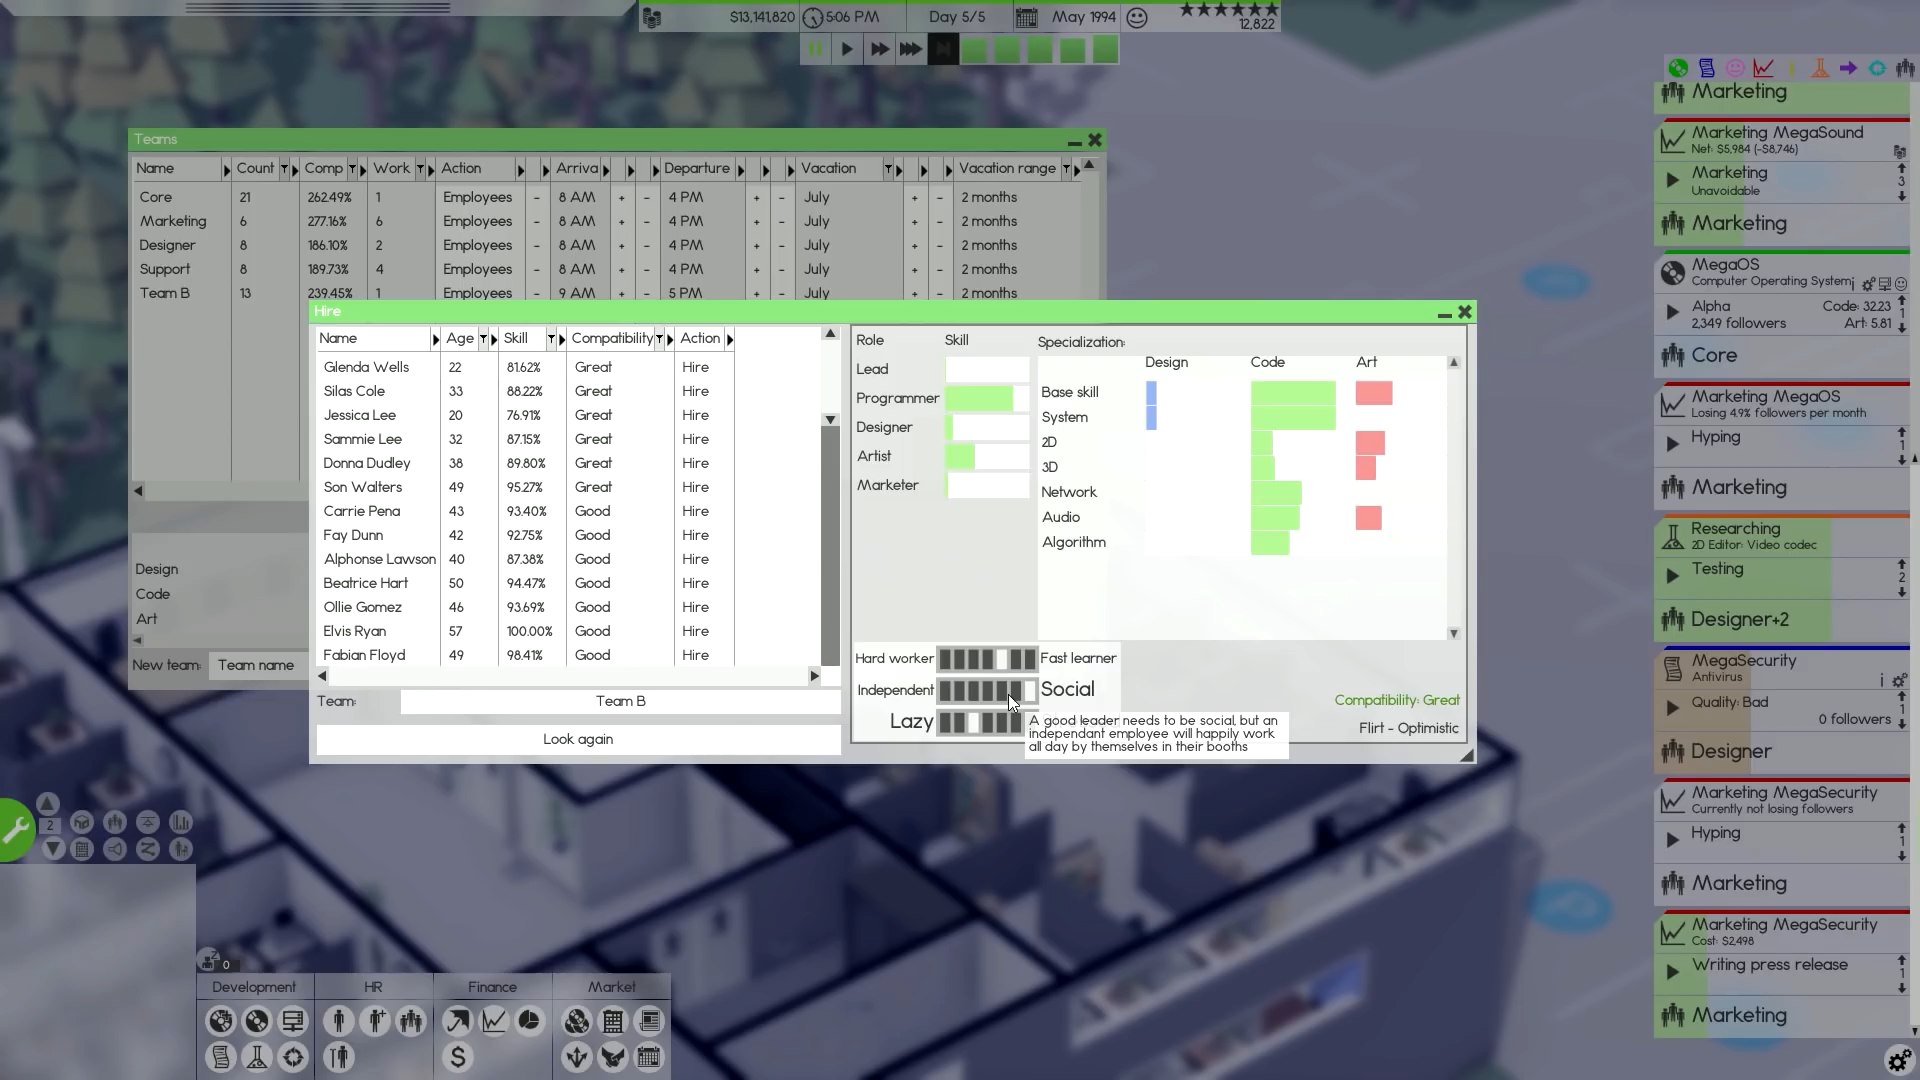 $13,141,820 5:06 PM Day 5/5 May 1994 12,822
Teams
Name Count Comp Work Action Arriva Departure Vacation Vacation range
Core 21 262.49% 1 Employees - 8 AM + - 4 PM + - July + - 2 months
Marketing 6 277.16% 6 Employees - 8 AM + - 4 PM + - July + - 2 months
Designer 8 186.10% 2 Employees - 8 AM + - 4 PM + - July + - 2 months
Support 8 189.73% 4 Employees - 8 AM + - 4 PM + - July + - 2 months
Team B 13 239.45% 1 Employees - 9 AM + - 5 PM + - July + - 2 months
Design
Code
Art
New team: Team name
Hire
Name Age Skill Compatibility Action
Glenda Wells 22 81.62% Great Hire
Silas Cole 33 88.22% Great Hire
Jessica Lee 20 76.91% Great Hire
Sammie Lee 32 87.15% Great Hire
Donna Dudley 38 89.80% Great Hire
Son Walters 49 95.27% Great Hire
Carrie Pena 43 93.40% Good Hire
Fay Dunn 42 92.75% Good Hire
Alphonse Lawson 40 87.38% Good Hire
Beatrice Hart 50 94.47% Good Hire
Ollie Gomez 46 93.69% Good Hire
Elvis Ryan 57 100.00% Good Hire
Fabian Floyd 49 98.41% Good Hire
Team: Team B
Look again
Role Skill
Lead
Programmer
Designer
Artist
Marketer
Specialization:
Design Code Art
Base skill
System
2D
3D
Network
Audio
Algorithm
Hard worker Fast learner
Independent Social
Lazy
A good leader needs to be social, but an
independant employee will happily work
all day by themselves in their booths
Compatibility: Great
Flirt - Optimistic
Marketing
Marketing MegaSound
Net: $5,984 (-$8,746)
Marketing
Unavoidable
3
Marketing
MegaOS
Computer Operating System
Alpha Code: 3223
2,349 followers Art: 5.81
1
Core
Marketing MegaOS
Losing 4.9% followers per month
Hyping
1
Marketing
Researching
2D Editor: Video codec
Testing
2
Designer+2
MegaSecurity
Antivirus
Quality: Bad
0 followers
1
Designer
Marketing MegaSecurity
Currently not losing followers
Hyping
1
Marketing
Marketing MegaSecurity
Cost: $2,498
Writing press release
1
Marketing
2
0
Development HR Finance Market